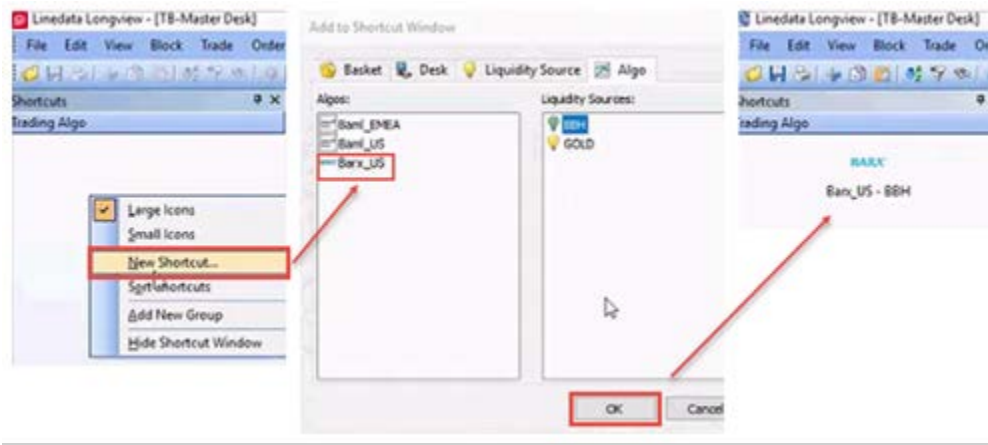 Linedata Longview - [TB-Master Desk]
File Edit View Block Trade Order
Shortcuts
Trading Algo
Large Icons
Small Icons
New Shortcut...
Sort Shortcuts
Add New Group
Hide Shortcut Window
Add to Shortcut Window
Basket Desk Liquidity Source Algo
Algos:
Baml_EMEA
Baml_US
Barx_US
Liquidity Sources:
BBH
GOLD
OK Cancel
Linedata Longview - [TB-Master Desk]
File Edit View Block Trade Or
Shortcuts
Trading Algo
BARX
Barx_US - BBH